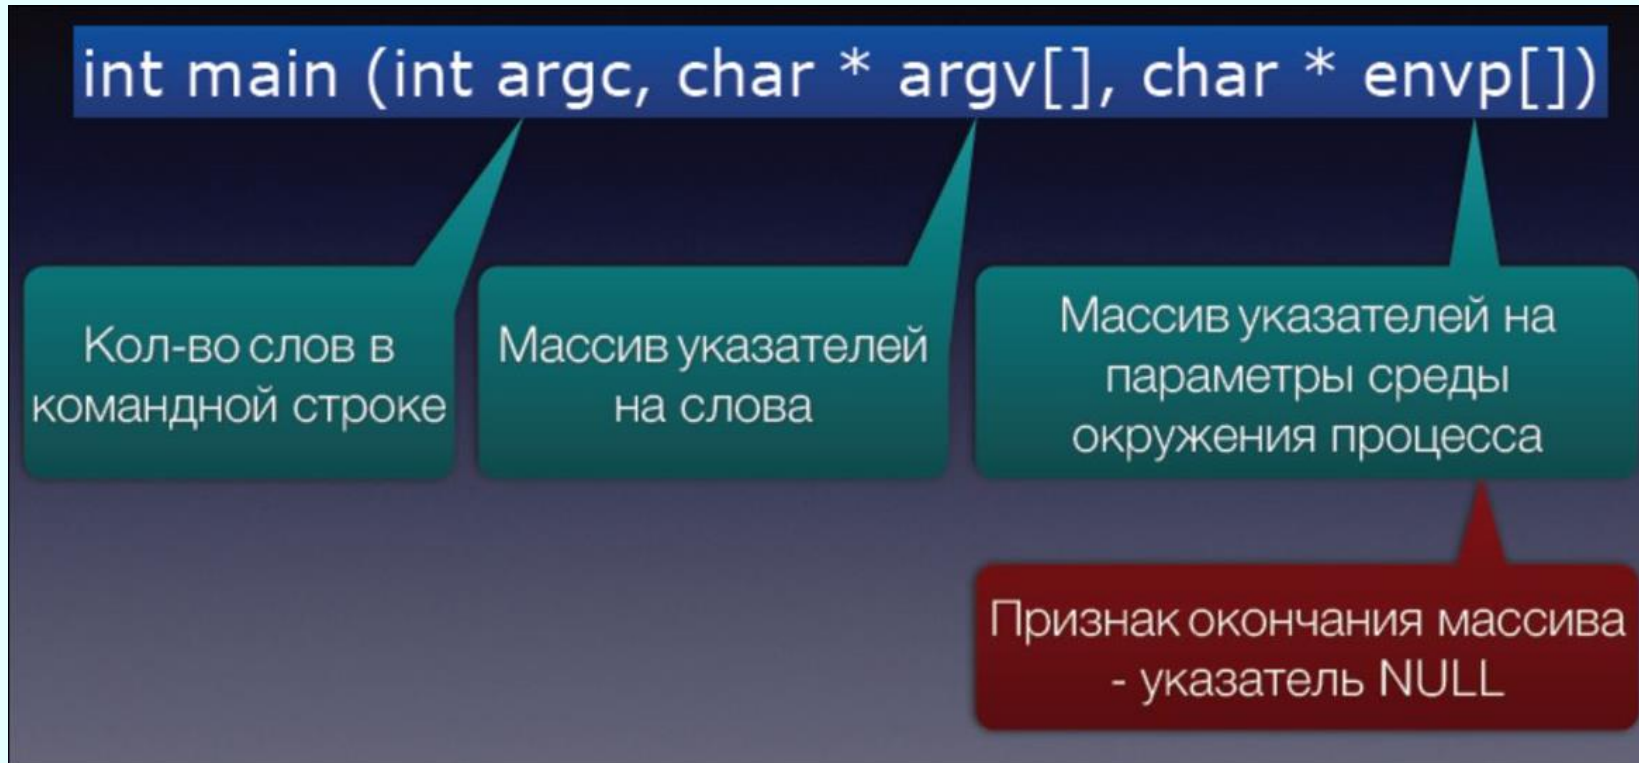 int main (int argc, char * argv[], char * envp[])
Кол-во слов в
командной строке
Массив указателей
на слова
Массив указателей на
параметры среды
окружения процесса
Признак окончания массива
- указатель NULL